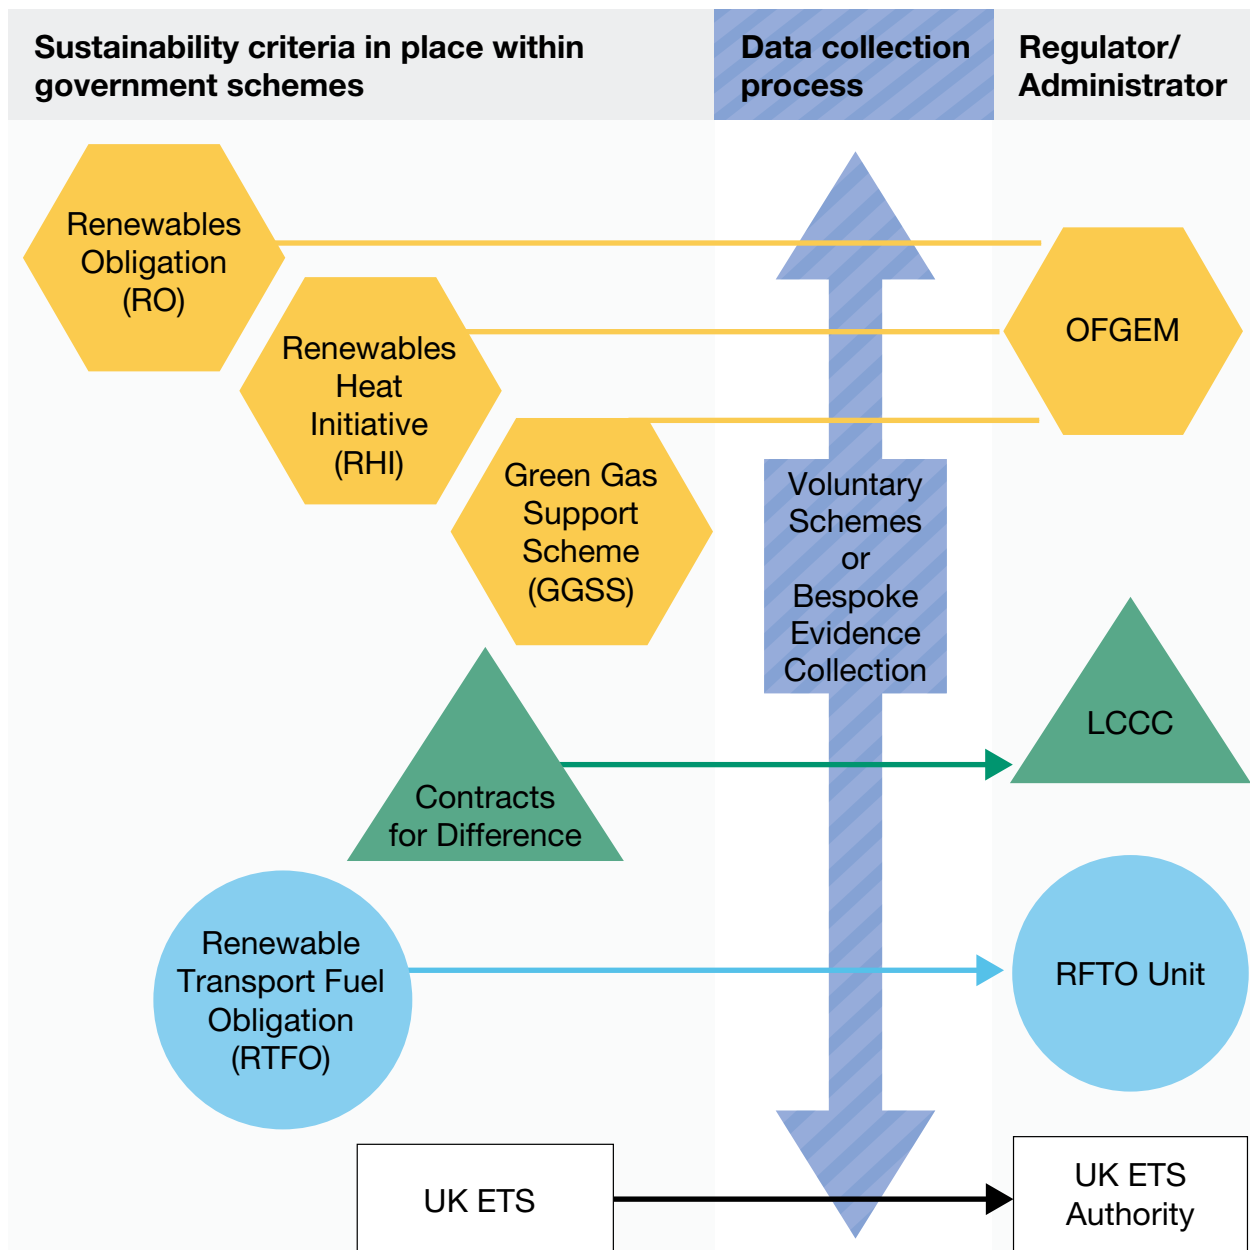 Sustainability criteria in place within
government schemes
Data collection
process
Regulator/
Administrator
Renewables
Obligation
(RO)
Renewables
Heat
Initiative
(RHI)
Green Gas
Support
Scheme
(GGSS)
Contracts
for Difference
Renewable
Transport Fuel
Obligation
(RTFO)
UK ETS
Voluntary
Schemes
or
Bespoke
Evidence
Collection
OFGEM
LCCC
RFTO Unit
UK ETS
Authority